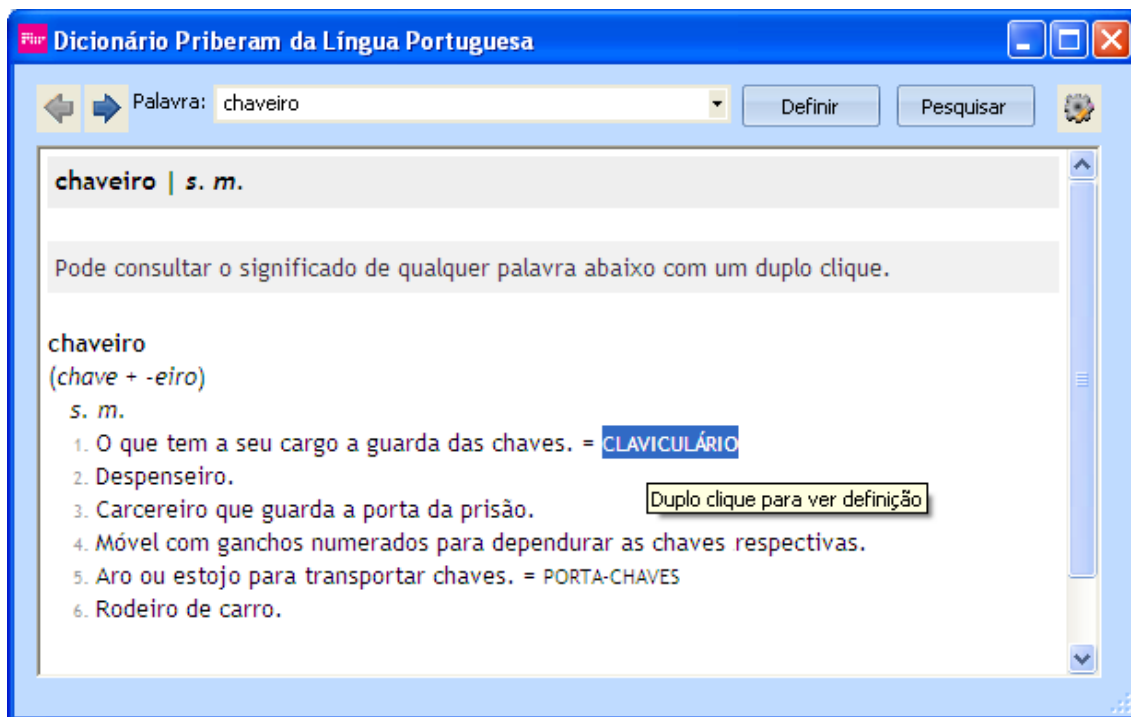 Dicionário Priberam da Língua Portuguesa
Palavra: chaveiro Definir Pesquisar
chaveiro | s. m.
Pode consultar o significado de qualquer palavra abaixo com um duplo clique.
chaveiro
(chave + -eiro)
s. m.
1. O que tem a seu cargo a guarda das chaves. = CLAVICULÁRIO
2. Despenseiro.
Duplo clique para ver definição
3. Carcereiro que guarda a porta da prisão.
4. Móvel com ganchos numerados para dependurar as chaves respectivas.
5. Aro ou estojo para transportar chaves. = PORTA-CHAVES
6. Rodeiro de carro.